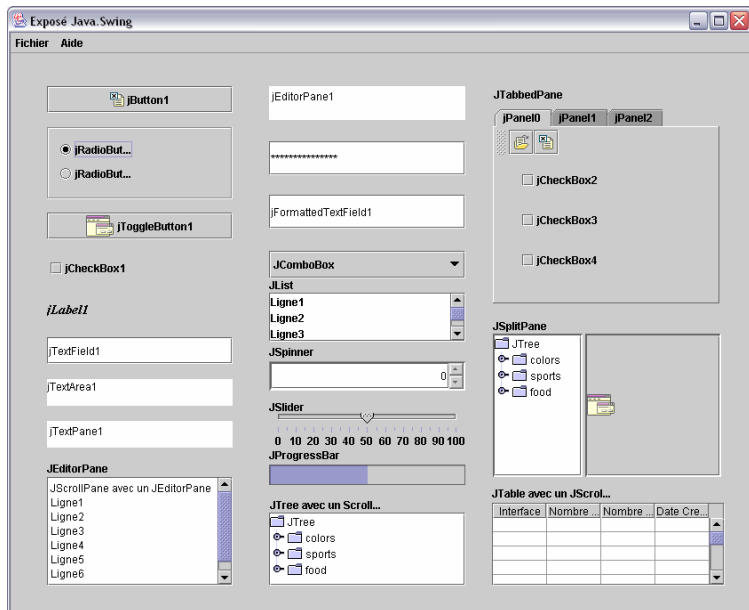 Exposé Java.Swing
Fichier Aide
jButton1
jRadioBut...
jRadioBut...
jToggleButton1
jCheckBox1
jLabel1
jTextField1
jTextArea1
jTextPane1
JEditorPane
JScrollPane avec un JEditorPane
Ligne1
Ligne2
Ligne3
Ligne4
Ligne5
Ligne6
jEditorPane1
***************
jFormattedTextField1
JComboBox
JList
Ligne1
Ligne2
Ligne3
JSpinner
0
JSlider
0 10 20 30 40 50 60 70 80 90 100
JProgressBar
JTree avec un Scroll...
JTree
colors
sports
food
JTabbedPane
jPanel0 jPanel1 jPanel2
jCheckBox2
jCheckBox3
jCheckBox4
JSplitPane
JTree
colors
sports
food
JTable avec un JScrol...
Interface Nombre ... Nombre ... Date Cre...